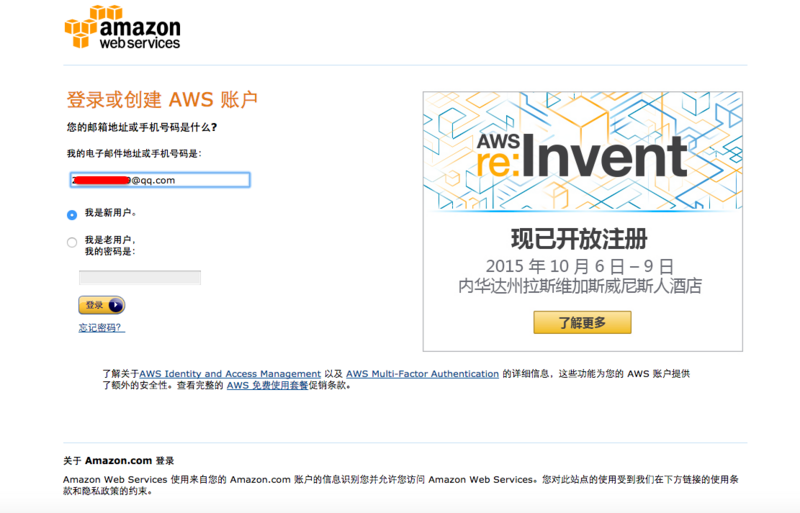 amazon
web services
登录或创建 AWS 账户
您的邮箱地址或手机号码是什么?
我的电子邮件地址或手机号码是:
@qq.com
我是新用户。
我是老用户，
我的密码是:
登录
忘记密码?
AWS
re:Invent
现已开放注册
2015 年 10 月 6 日 – 9 日
内华达州拉斯维加斯威尼斯人酒店
了解更多
了解关于AWS Identity and Access Management 以及 AWS Multi-Factor Authentication 的详细信息，这些功能为您的 AWS 账户提供
了额外的安全性。查看完整的 AWS 免费使用套餐促销条款。
关于 Amazon.com 登录
Amazon Web Services 使用来自您的 Amazon.com 账户的信息识别您并允许您访问 Amazon Web Services。您对此站点的使用受到我们在下方链接的使用条
款和隐私政策的约束。